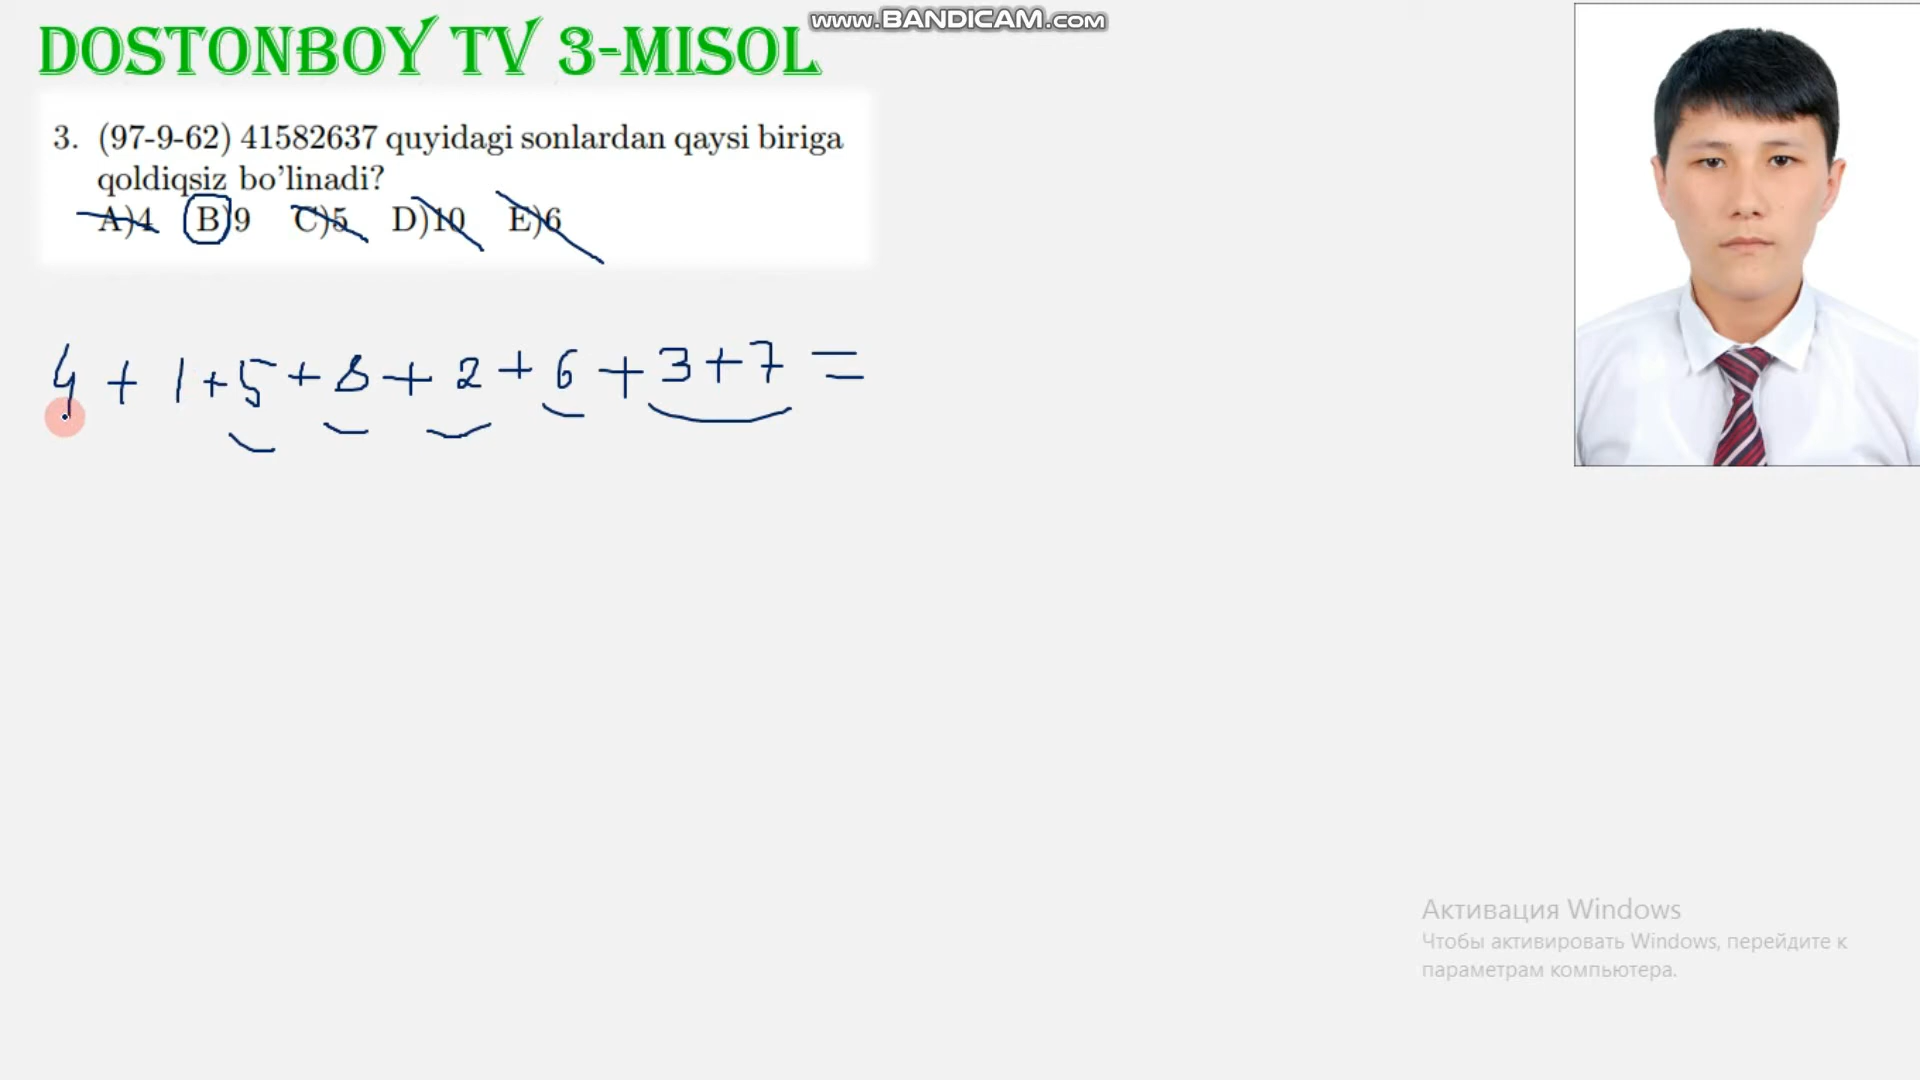 www.BANDICAM.com
DOSTONBOY TV 3-MISOL
3. (97-9-62) 41582637 quyidagi sonlardan qaysi biriga
qoldiqsiz bo'linadi?
A)4 B)9 C)5 D)10 E)6
4 + 1 + 5 + 8 + 2 + 6 + 3 + 7 =
Активация Windows
Чтобы активировать Windows, перейдите к
параметрам компьютера.